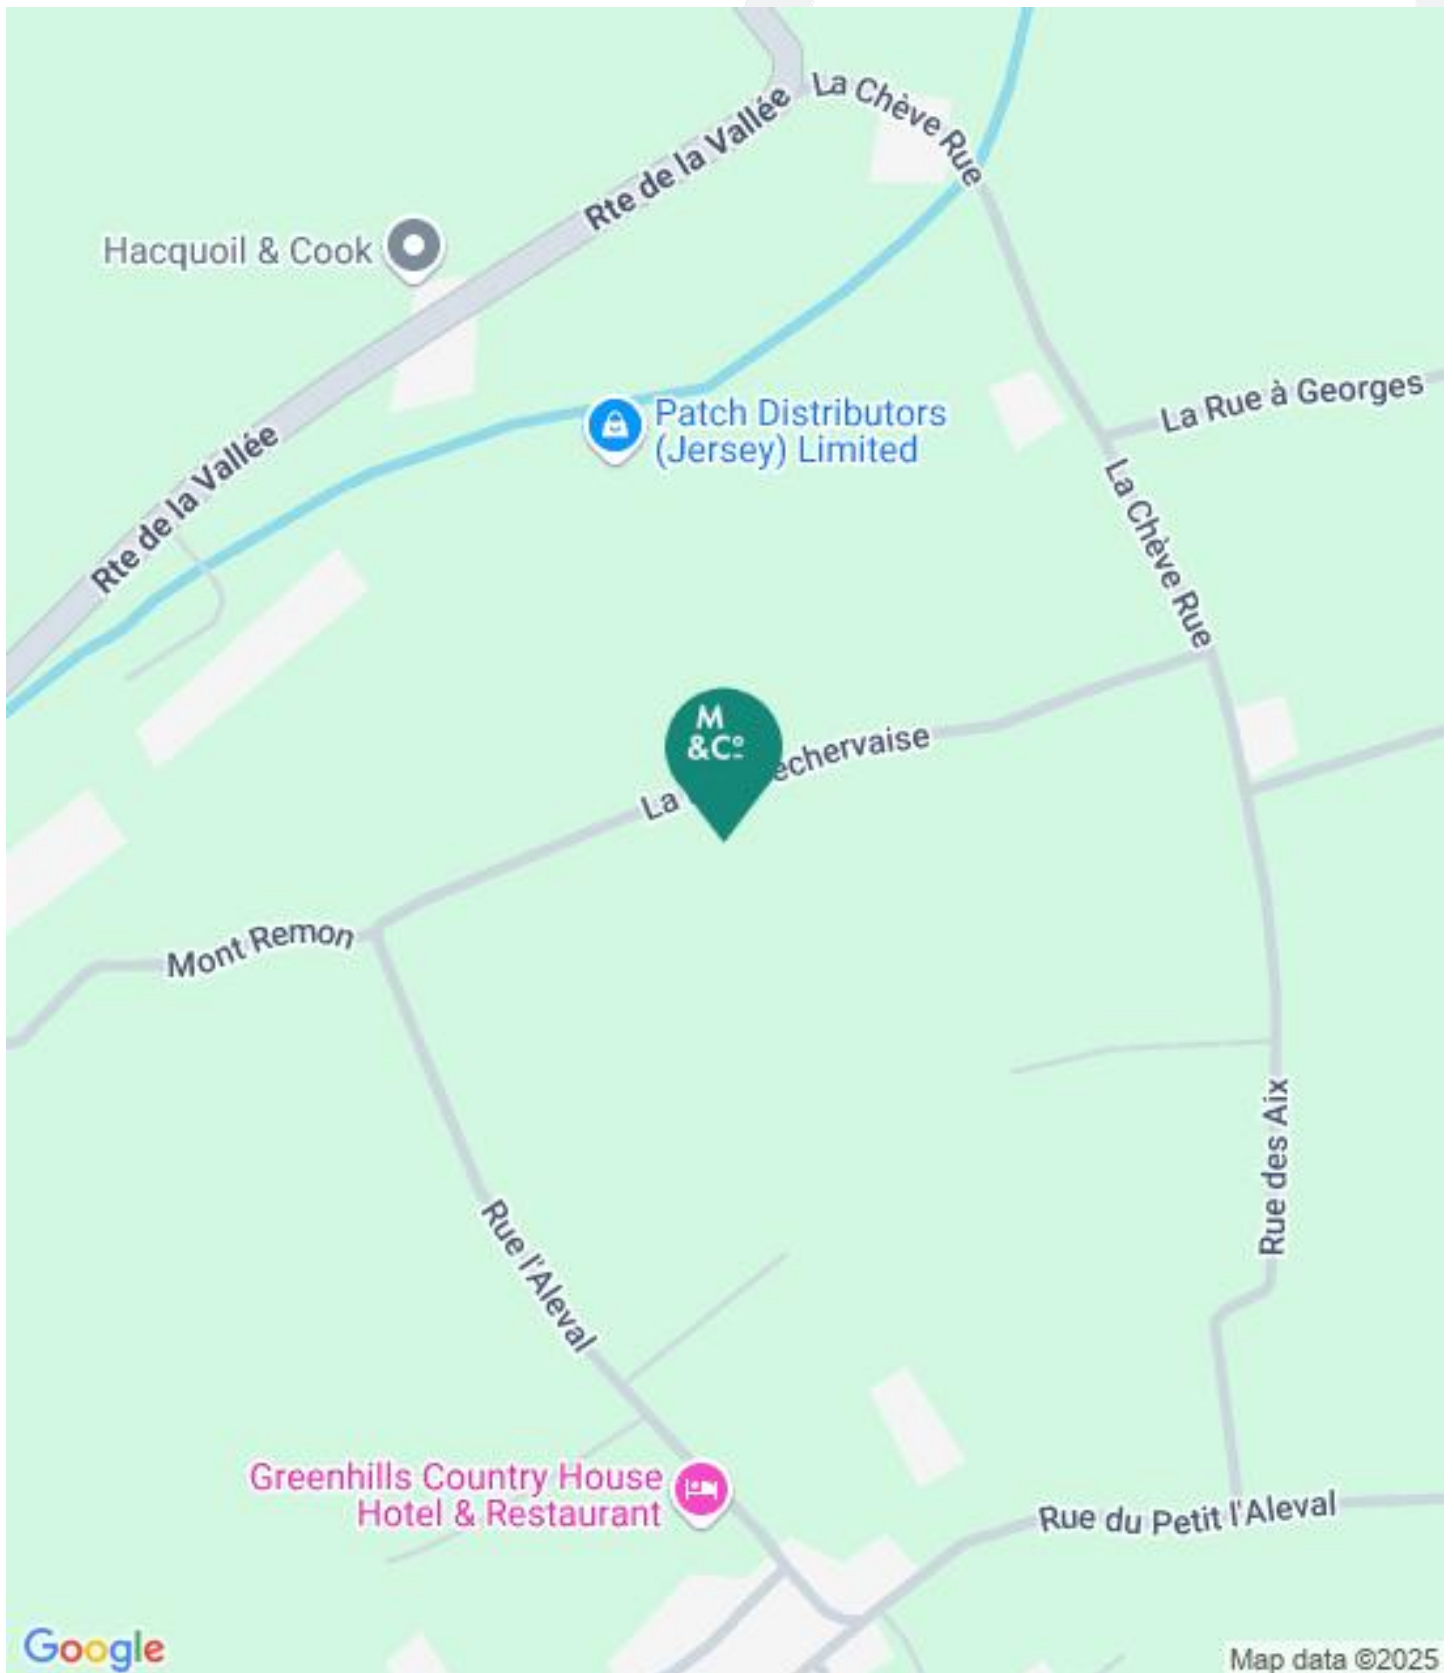 La Chève Rue
Rte de la Vallée
Hacquoil & Cook
La Rue à Georges
Patch Distributors
(Jersey) Limited
Rte de la Vallée
La Chève Rue
M
&Cº
La
echervaise
Mont Remon
Rue des Aix
Rue l'Aleval
Greenhills Country House
Hotel & Restaurant
Rue du Petit l'Aleval
Google
Map data ©2025